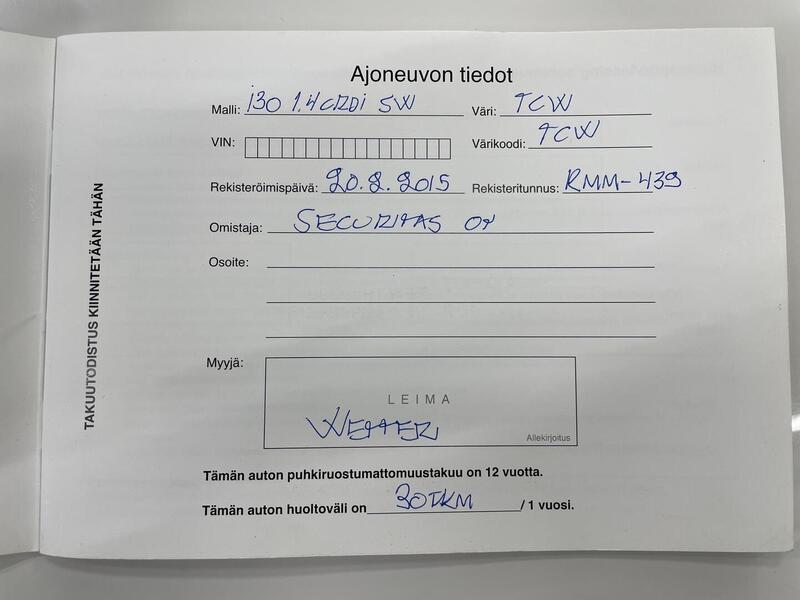 Ajoneuvon tiedot
Malli: i30 1.4CRDi SW Väri: TCW
VIN: Värikoodi: TCW
Rekisteröimispäivä: 20.2.2015 Rekisteritunnus: RMM-439
Omistaja: SECURITAS OY
Osoite:
Myyjä:
LEIMA
WETTERI
Allekirjoitus
Tämän auton puhkiruostumattomuustakuu on 12 vuotta.
Tämän auton huoltoväli on 30TKM / 1 vuosi.
TAKUUTODISTUS KIINNITETÄÄN TÄHÄN